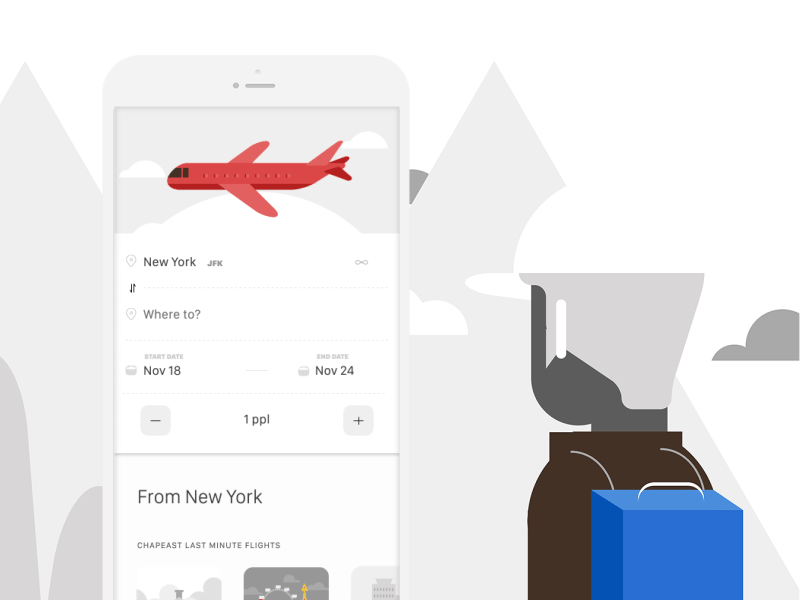 New York JFK
Where to?
START DATE END DATE
Nov 18 Nov 24
1 ppl
From New York
CHAPEAST LAST MINUTE FLIGHTS